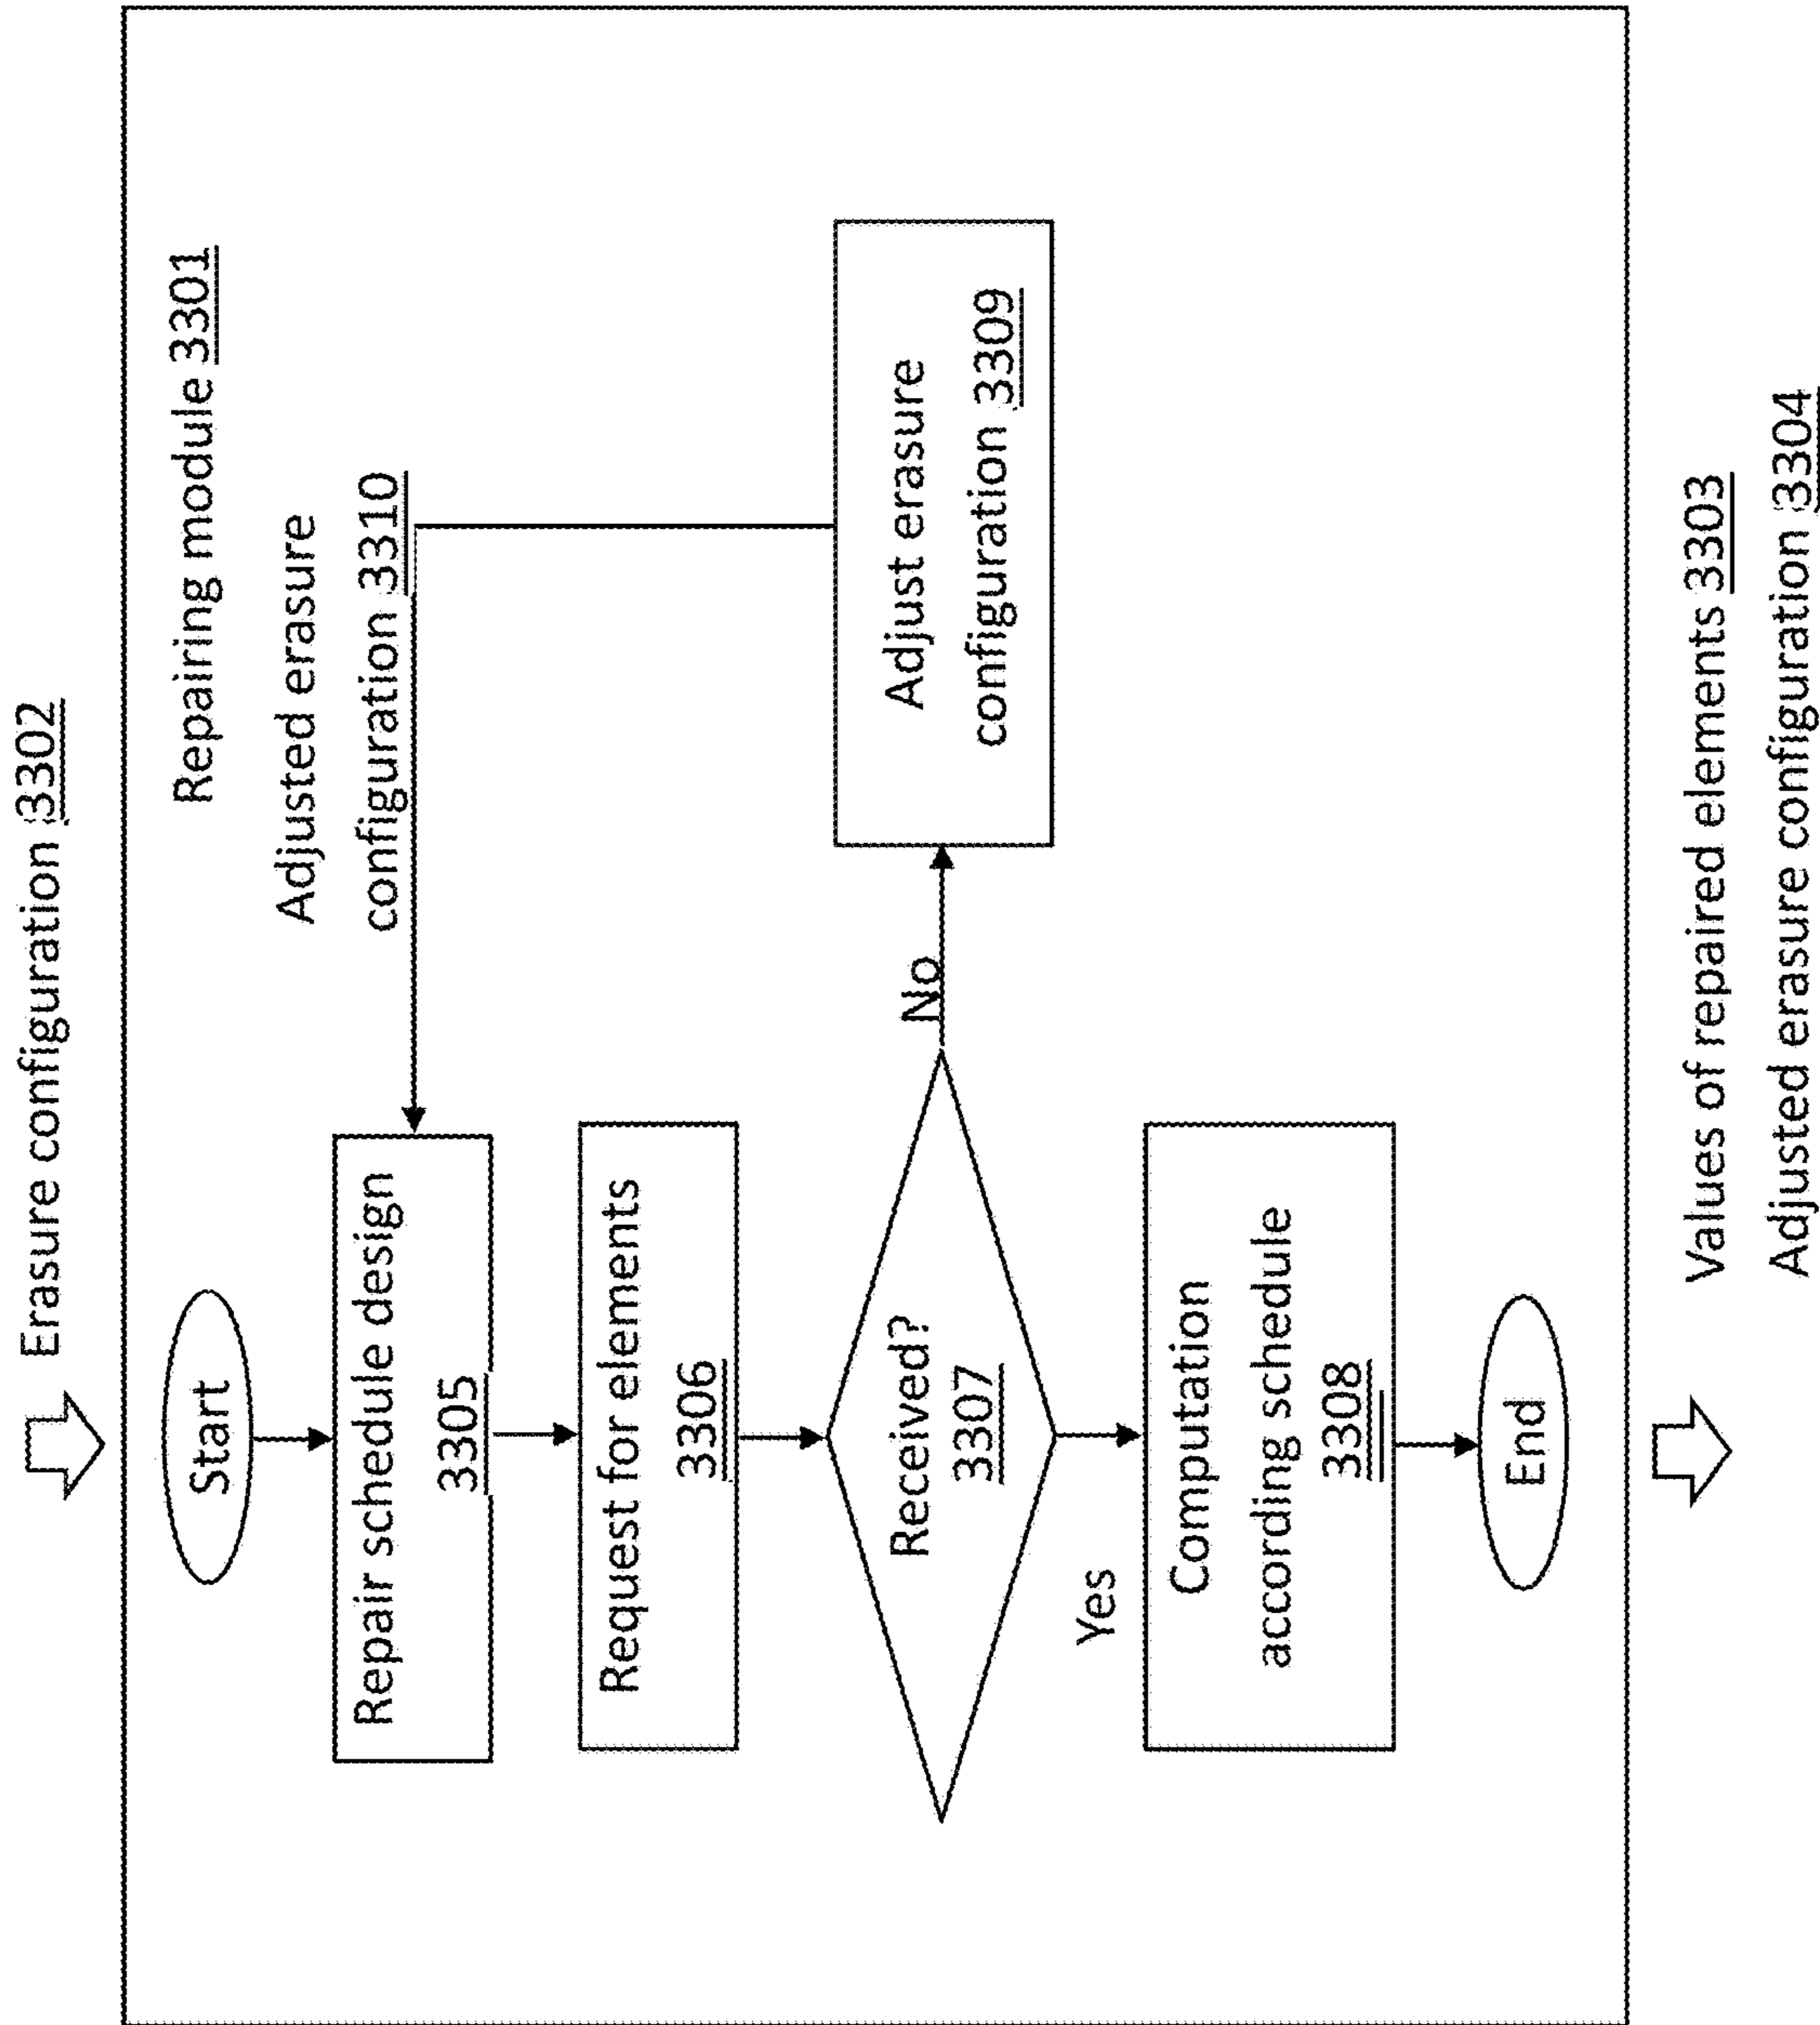 Erasure configuration 3302
Repairing module 3301
Start
Adjusted erasure
configuration 3310
Repair schedule design
3305
Request for elements
3306
Received?
3307
No
Adjust erasure
configuration 3309
Yes
Computation
according schedule
3308
End
Values of repaired elements 3303
Adjusted erasure configuration 3304